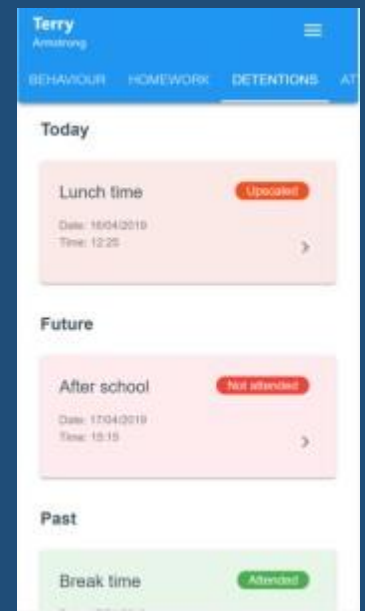 Terry
Armstrong
BEHAVIOUR HOMEWORK DETENTIONS AT
Today
Lunch time Upscaled
Date: 16/04/2019
Time: 12:25
Future
After school Not attended
Date: 17/04/2019
Time: 15:15
Past
Break time Attended